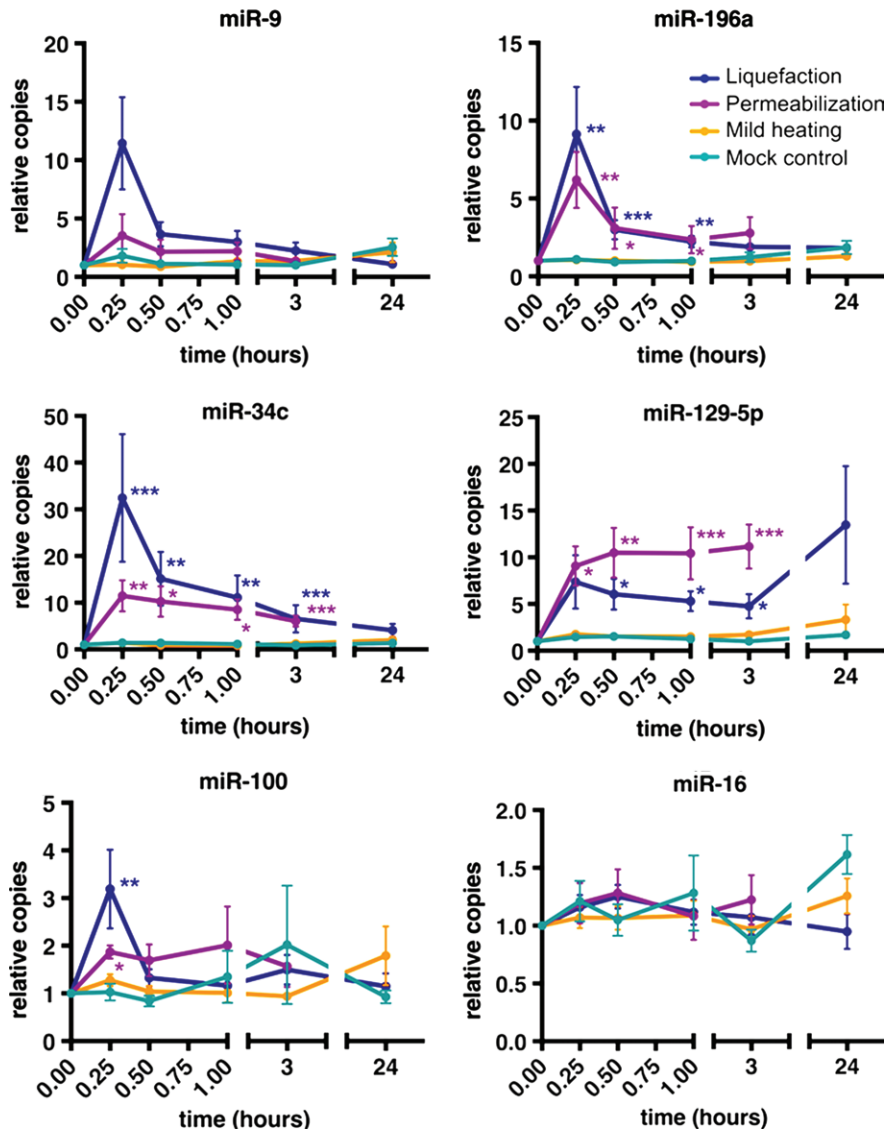 miR-9
relative copies
20
15
10
5
0
0.00 0.25 0.50 0.75 1.00 3 24
time (hours)
miR-196a
relative copies
15
10
5
0
** ** *** * ** *
Liquefaction
Permeabilization
Mild heating
Mock control
0.00 0.25 0.50 0.75 1.00 3 24
time (hours)
miR-34c
relative copies
50
40
30
20
10
0
*** ** ** * ** * *** ***
0.00 0.25 0.50 0.75 1.00 3 24
time (hours)
miR-129-5p
relative copies
25
20
15
10
5
0
* ** * *** * *** *
0.00 0.25 0.50 0.75 1.00 3 24
time (hours)
miR-100
relative copies
5
4
3
2
1
0
** *
0.00 0.25 0.50 0.75 1.00 3 24
time (hours)
miR-16
relative copies
2.0
1.5
1.0
0.5
0.0
0.00 0.25 0.50 0.75 1.00 3 24
time (hours)